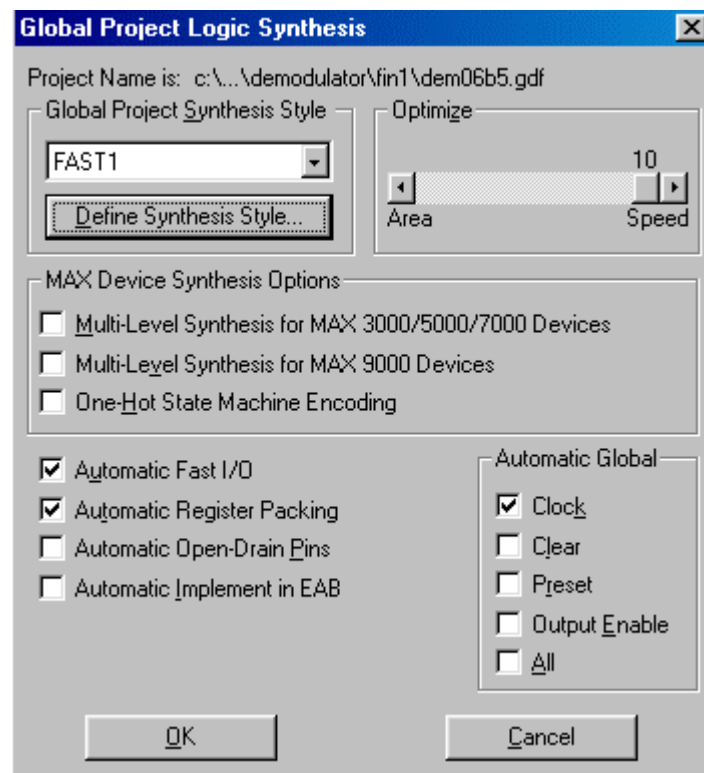 Global Project Logic Synthesis
Project Name is: c:\...\demodulator\fin1\dem06b5.gdf
Global Project Synthesis Style
FAST1
Define Synthesis Style...
Optimize
10
Area Speed
MAX Device Synthesis Options
Multi-Level Synthesis for MAX 3000/5000/7000 Devices
Multi-Level Synthesis for MAX 9000 Devices
One-Hot State Machine Encoding
Automatic Fast I/O
Automatic Register Packing
Automatic Open-Drain Pins
Automatic Implement in EAB
Automatic Global
Clock
Clear
Preset
Output Enable
All
OK Cancel